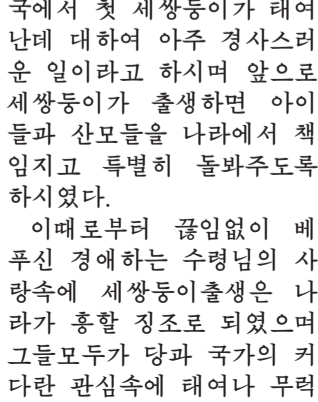 국에서 첫 세쌍둥이가 태여
난데 대하여 아주 경사스러
운 일이라고 하시며 앞으로
세쌍둥이가 출생하면 아이
들과 산모들을 나라에서 책
임지고 특별히 돌봐주도록
하시였다.
이때로부터 끊임없이 베
푸신 경애하는 수령님의 사
랑속에 세쌍둥이출생은 나
라가 흥할 징조로 되였으며
그들모두가 당과 국가의 커
다란 관심속에 태여나 무럭